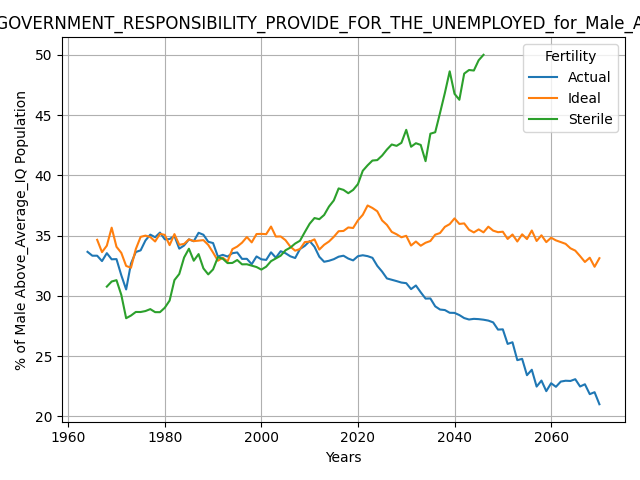 GOVERNMENT_RESPONSIBILITY_PROVIDE_FOR_THE_UNEMPLOYED_for_Male_A
% of Male Above_Average_IQ Population
50
45
40
35
30
25
20
1960 1980 2000 2020 2040 2060
Years
Fertility
Actual
Ideal
Sterile